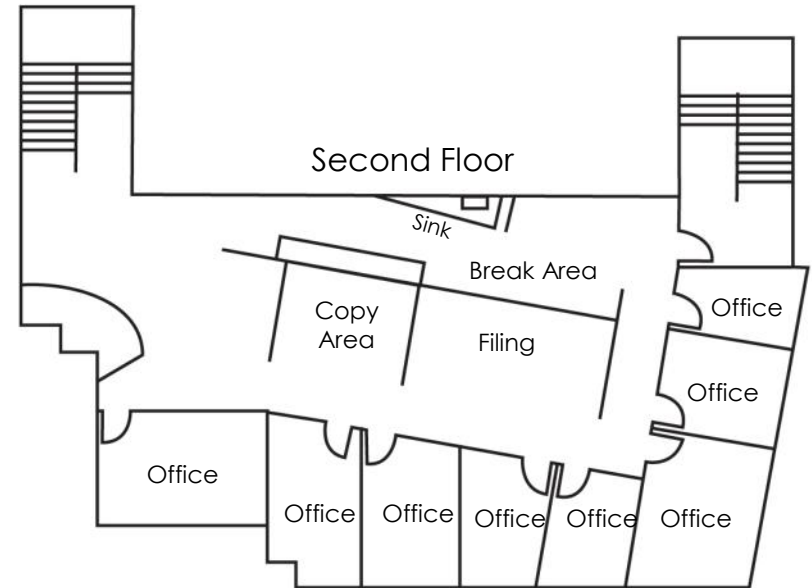 Second Floor
Sink
Break Area
Office
Copy
Area
Filing
Office
Office
Office
Office
Office
Office
Office